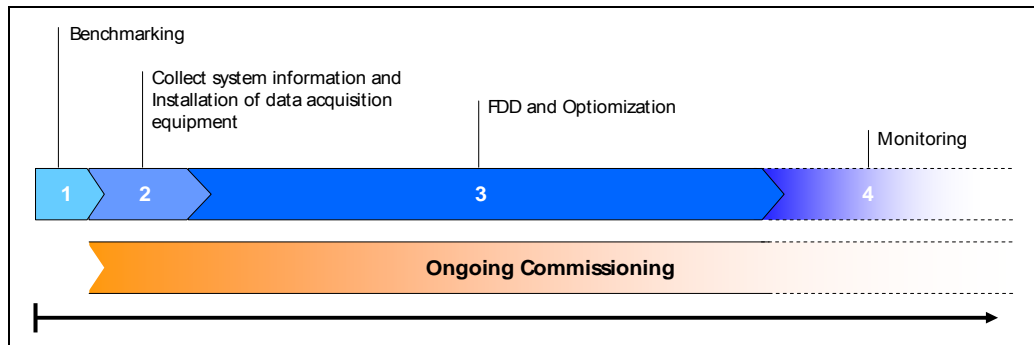 Benchmarking
Collect system information and
Installation of data acquisition
equipment
FDD and Optiomization
Monitoring
1
2
3
4
Ongoing Commissioning